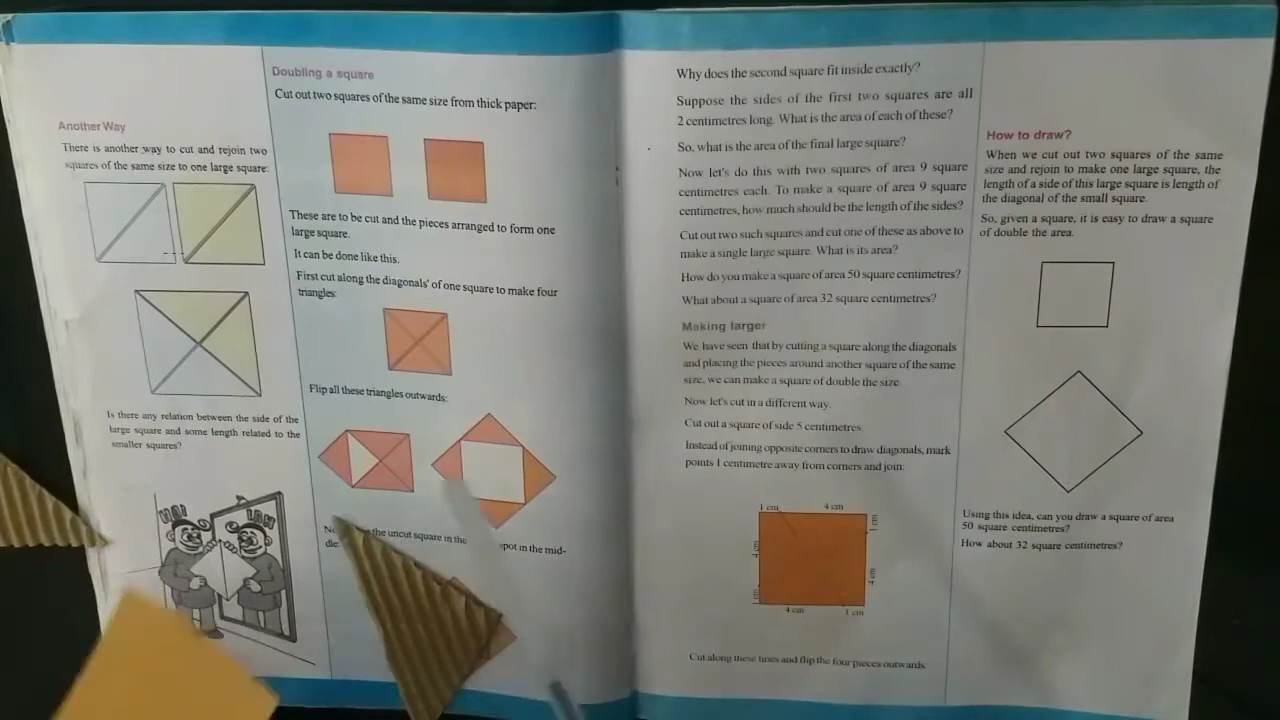 Another Way
There is another way to cut and rejoin two
squares of the same size to one large square:
Is there any relation between the side of the
large square and some length related to the
smaller squares?
HA!
Doubling a square
Cut out two squares of the same size from thick paper:
These are to be cut and the pieces arranged to form one
large square.
It can be done like this.
First cut along the diagonals' of one square to make four
triangles:
Flip all these triangles outwards:
the uncut square in the spot in the mid-
Why does the second square fit inside exactly?
Suppose the sides of the first two squares are all
2 centimetres long. What is the area of each of these?
So, what is the area of the final large square?
Now let's do this with two squares of area 9 square
centimetres each. To make a square of area 9 square
centimetres, how much should be the length of the sides?
Cut out two such squares and cut one of these as above to
make a single large square. What is its area?
How do you make a square of area 50 square centimetres?
What about a square of area 32 square centimetres?
Making larger
We have seen that by cutting a square along the diagonals
and placing the pieces around another square of the same
size, we can make a square of double the size.
Now let's cut in a different way.
Cut out a square of side 5 centimetres
Instead of joining opposite corners to draw diagonals, mark
points 1 centimetre away from corners and join:
1 cm 4 cm
1 cm
4 cm
4 cm
1 cm
4 cm 1 cm
Cut along these lines and flip the four pieces outwards
How to draw?
When we cut out two squares of the same
size and rejoin to make one large square, the
length of a side of this large square is length of
the diagonal of the small square.
So, given a square, it is easy to draw a square
of double the area.
Using this idea, can you draw a square of area
50 square centimetres?
How about 32 square centimetres?